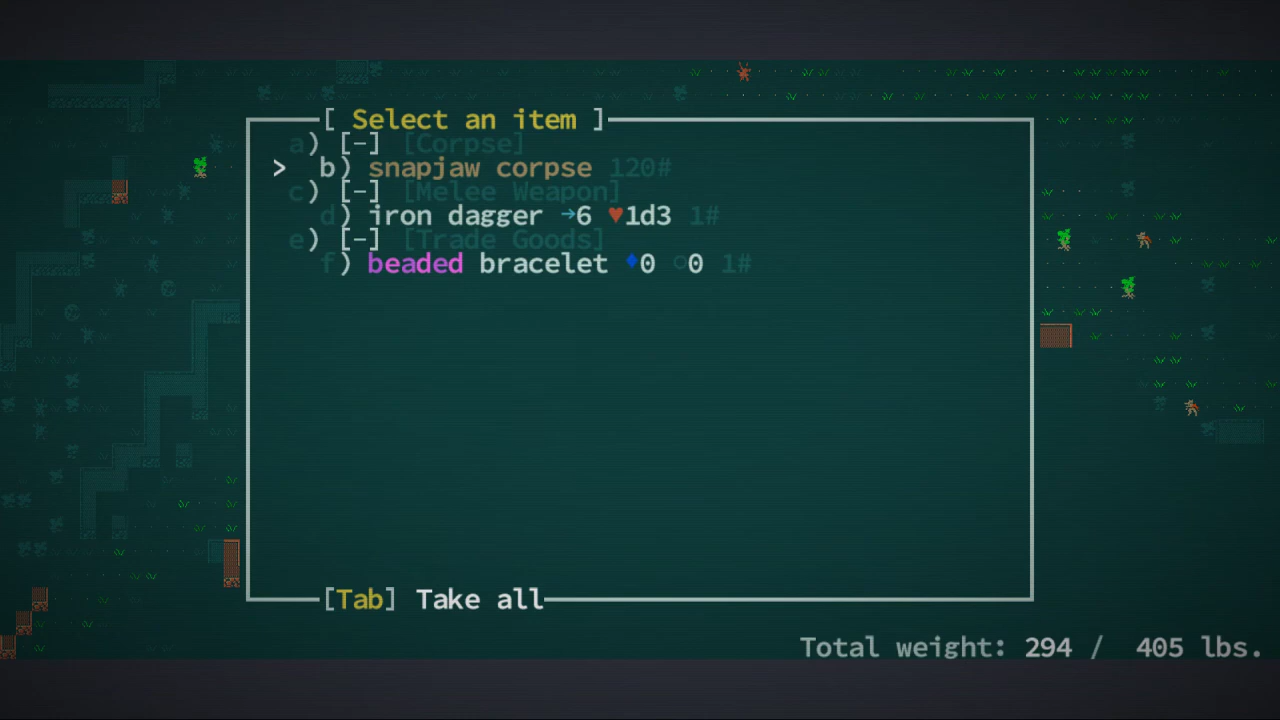 [ Select an item ]
a) [-] [Corpse]
> b) snapjaw corpse 120#
c) [-] [Melee Weapon]
d) iron dagger →6 ♥1d3 1#
e) [-] [Trade Goods]
f) beaded bracelet ♦0 ○0 1#
[Tab] Take all
Total weight: 294 / 405 lbs.